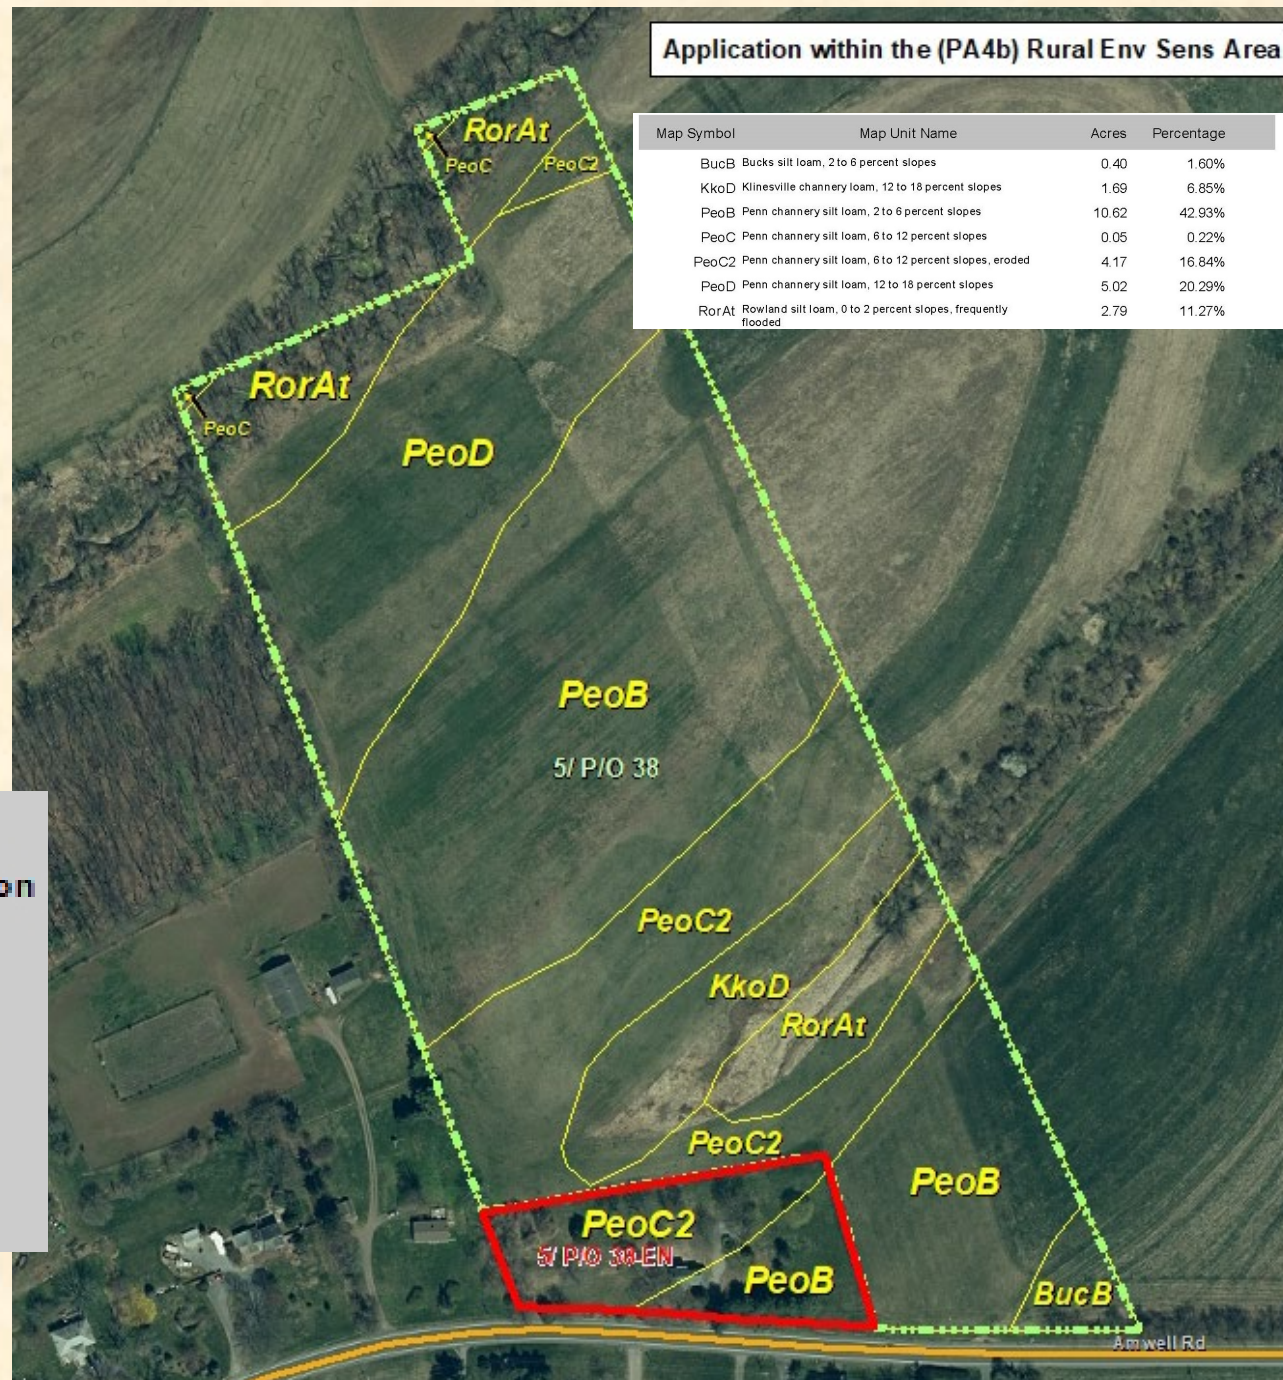 Application within the (PA4b) Rural Env Sens Area
Map Symbol Map Unit Name Acres Percentage
BucB Bucks silt loam, 2 to 6 percent slopes 0.40 1.60%
KkoD Klinesville channery loam, 12 to 18 percent slopes 1.69 6.85%
PeoB Penn channery silt loam, 2 to 6 percent slopes 10.62 42.93%
PeoC Penn channery silt loam, 6 to 12 percent slopes 0.05 0.22%
PeoC2 Penn channery silt loam, 6 to 12 percent slopes, eroded 4.17 16.84%
PeoD Penn channery silt loam, 12 to 18 percent slopes 5.02 20.29%
RorAt Rowland silt loam, 0 to 2 percent slopes, frequently 2.79 11.27%
flooded
RorAt
PeoC
PeoC2
RorAt
PeoC
PeoD
PeoB
5/ P/O 38
on
PeoC2
KkoD
RorAt
PeoC2
PeoB
PeoC2
5/ P/O 38-EN
PeoB
BucB
Amwell Rd